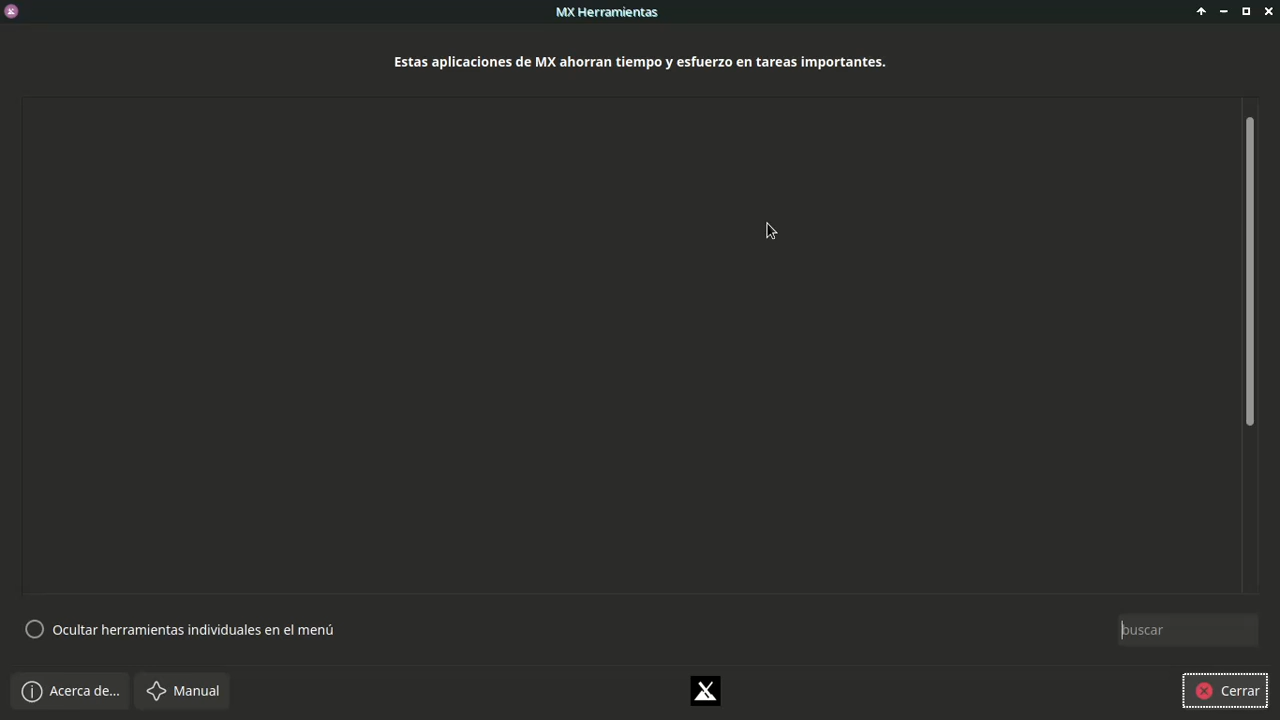 MX Herramientas
Estas aplicaciones de MX ahorran tiempo y esfuerzo en tareas importantes.
Ocultar herramientas individuales en el menú
buscar
Acerca de...
Manual
Cerrar